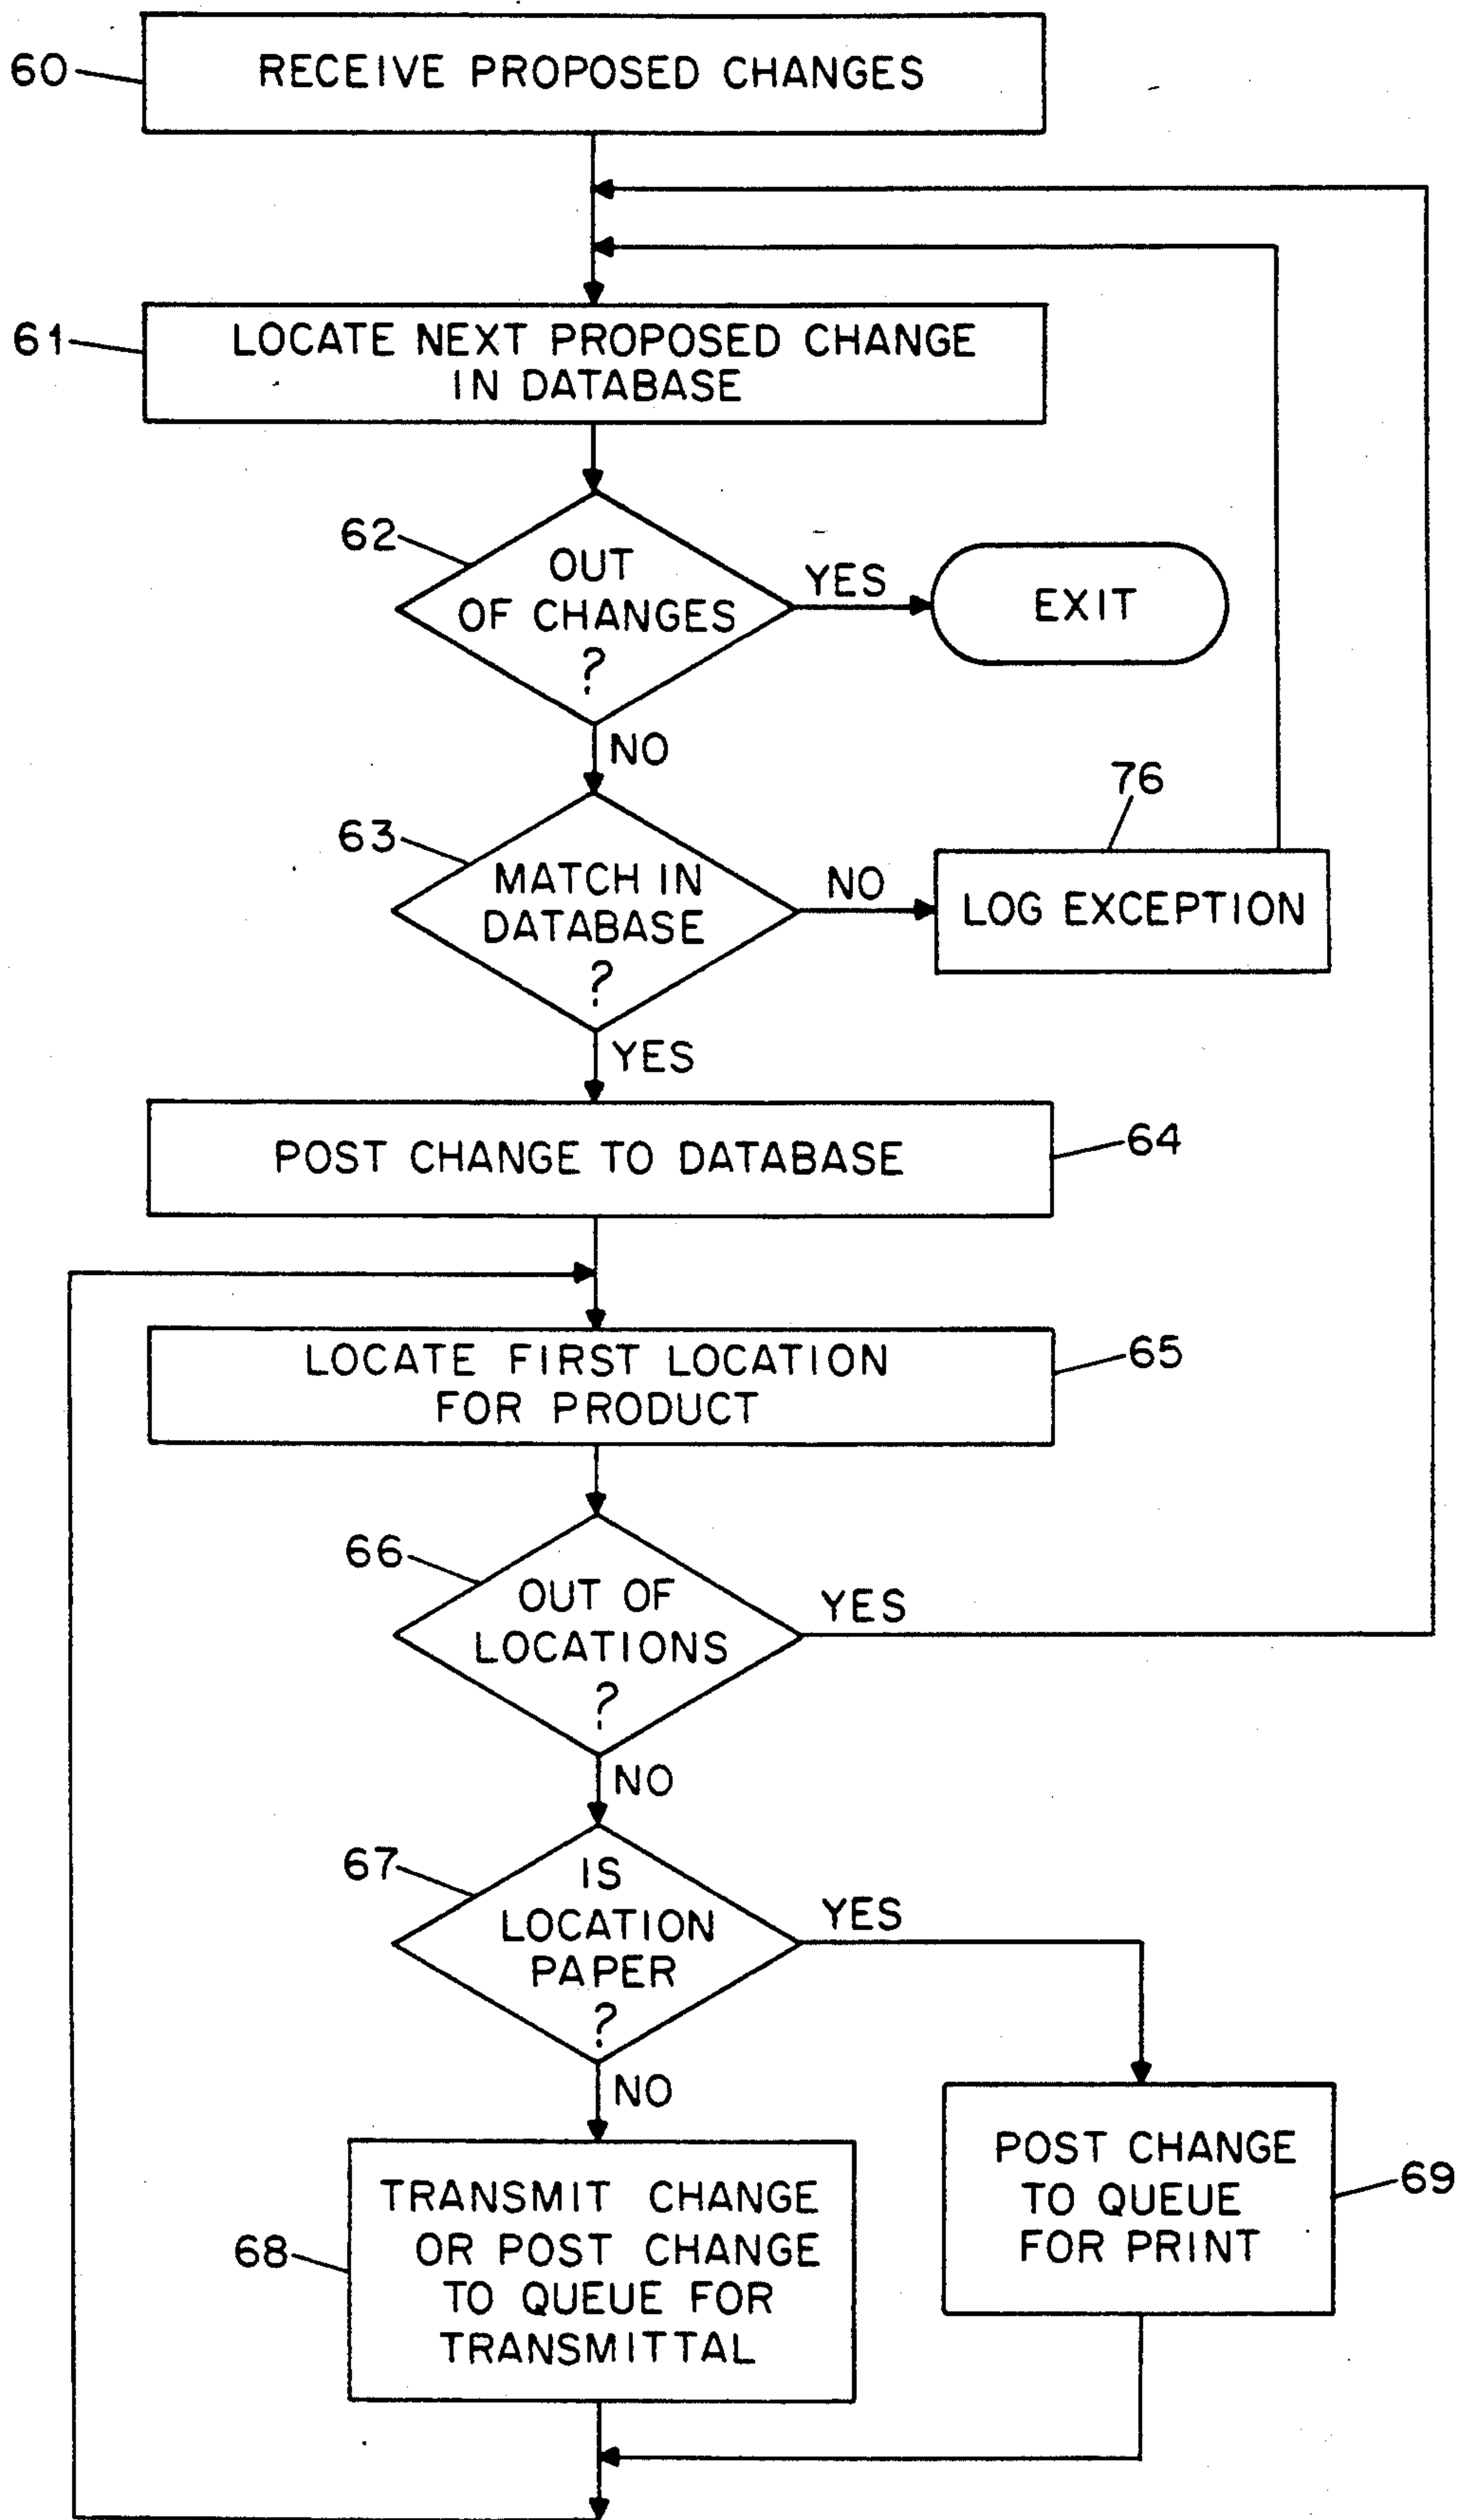 60
RECEIVE PROPOSED CHANGES
61
LOCATE NEXT PROPOSED CHANGE
IN DATABASE
62
OUT
OF CHANGES
?
YES
EXIT
NO
76
63
MATCH IN
DATABASE
?
NO
LOG EXCEPTION
YES
POST CHANGE TO DATABASE
64
LOCATE FIRST LOCATION
FOR PRODUCT
65
66
OUT OF
LOCATIONS
?
YES
NO
67
IS
LOCATION
PAPER
?
YES
NO
68
TRANSMIT CHANGE
OR POST CHANGE
TO QUEUE FOR
TRANSMITTAL
POST CHANGE
TO QUEUE
FOR PRINT
69